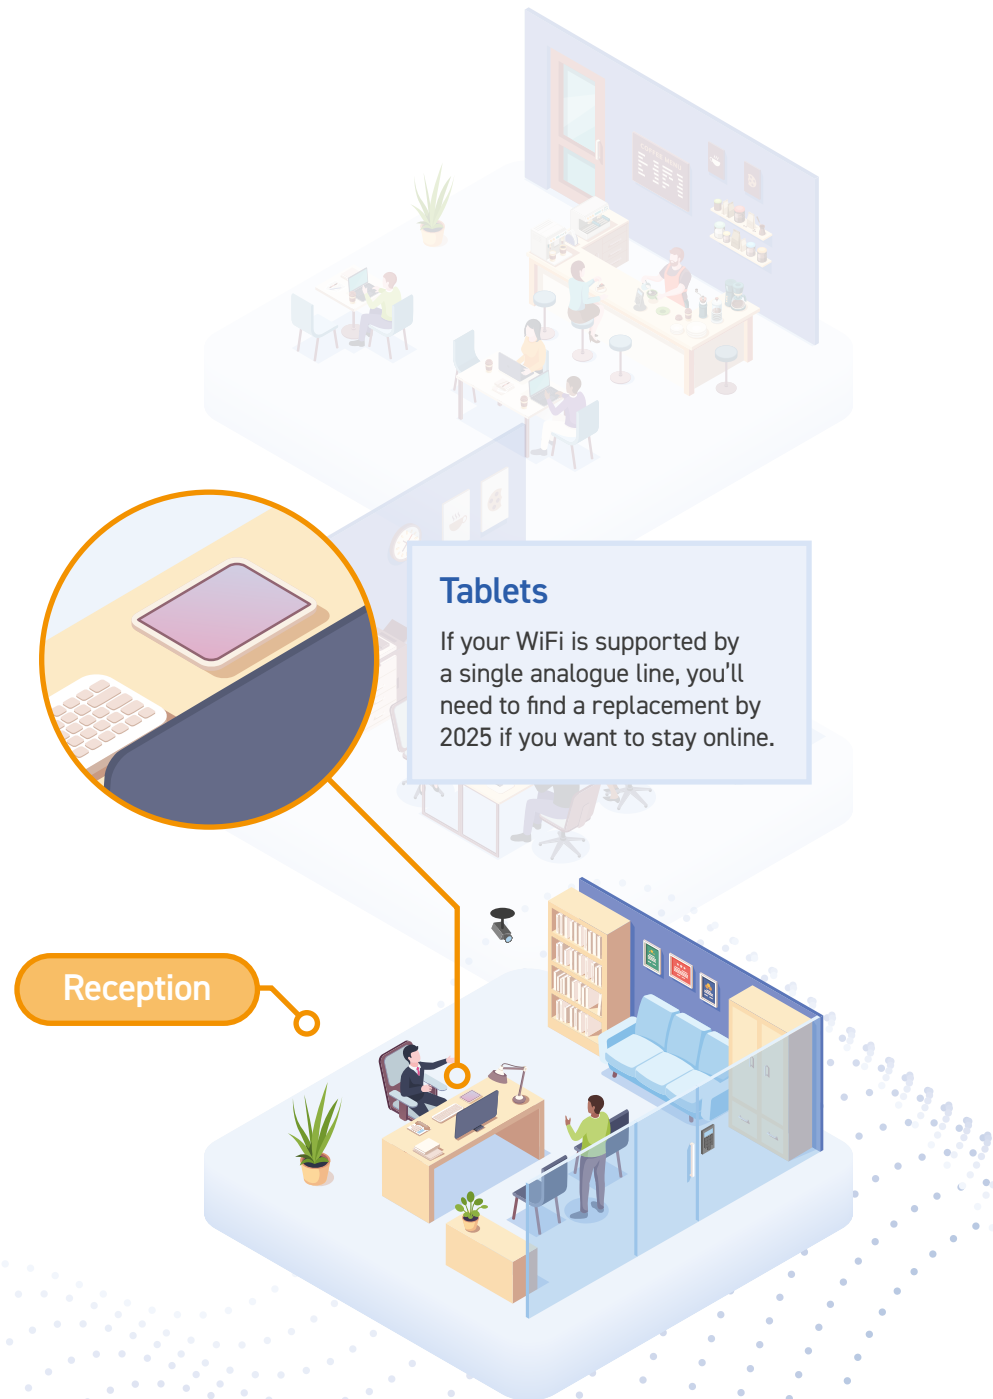 Tablets
If your WiFi is supported by
a single analogue line, you'll
need to find a replacement by
2025 if you want to stay online.
Reception